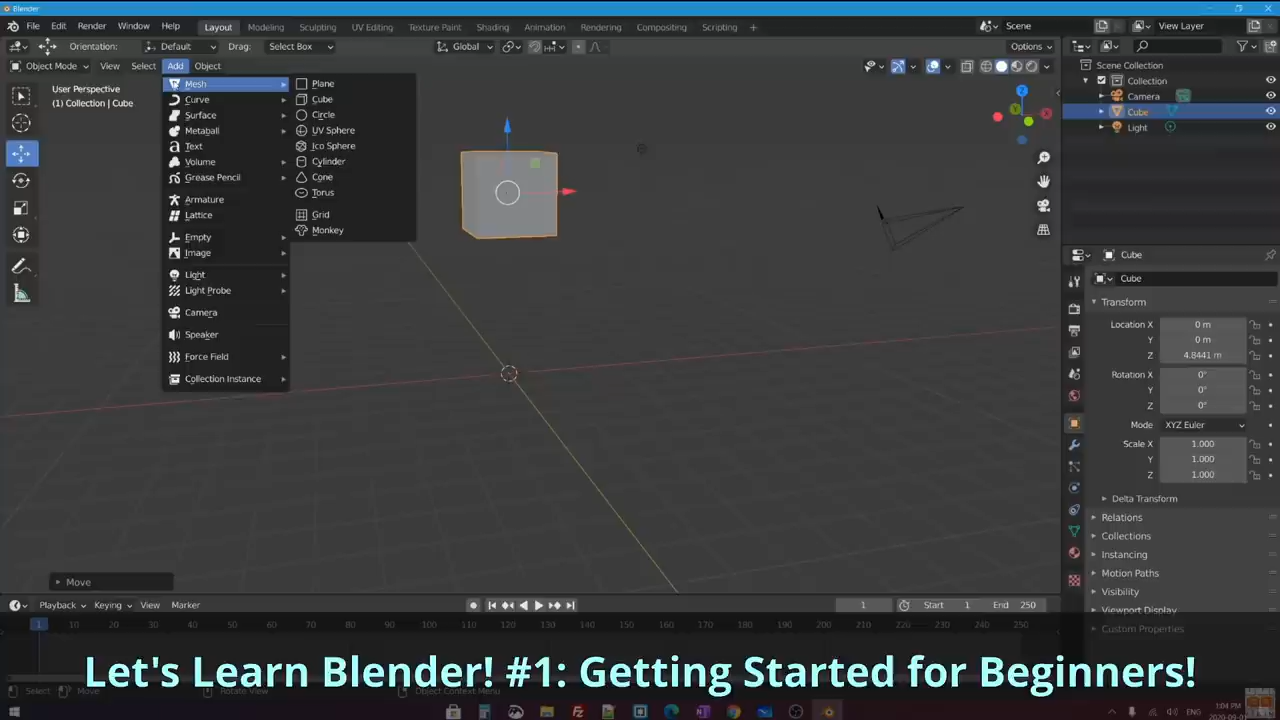 Blender
File Edit Render Window Help Layout Modeling Sculpting UV Editing Texture Paint Shading Animation Rendering Compositing Scripting + Scene View Layer
Orientation: Default Drag: Select Box Global Options
Object Mode View Select Add Object
User Perspective
(1) Collection | Cube
Mesh
Curve
Surface
Metaball
Text
Volume
Grease Pencil
Armature
Lattice
Empty
Image
Light
Light Probe
Camera
Speaker
Force Field
Collection Instance
Plane
Cube
Circle
UV Sphere
Ico Sphere
Cylinder
Cone
Torus
Grid
Monkey
Z
Y
Scene Collection
Collection
Camera
Cube
Light
Cube
Cube
Transform
Location X 0 m
Y 0 m
Z 4.8441 m
Rotation X 0°
Y 0°
Z 0°
Mode XYZ Euler
Scale X 1.000
Y 1.000
Z 1.000
Delta Transform
Relations
Collections
Instancing
Motion Paths
Visibility
Viewport Display
Custom Properties
Move
Playback Keying View Marker 1 Start 1 End 250
1 10 20 30 40 50 60 70 80 90 100 110 120 130 140 150 160 170 180 190 200 210 220 230 240 250
Let's Learn Blender! #1: Getting Started for Beginners!
Select Move Rotate View Object Context Menu
ENG 1:04 PM